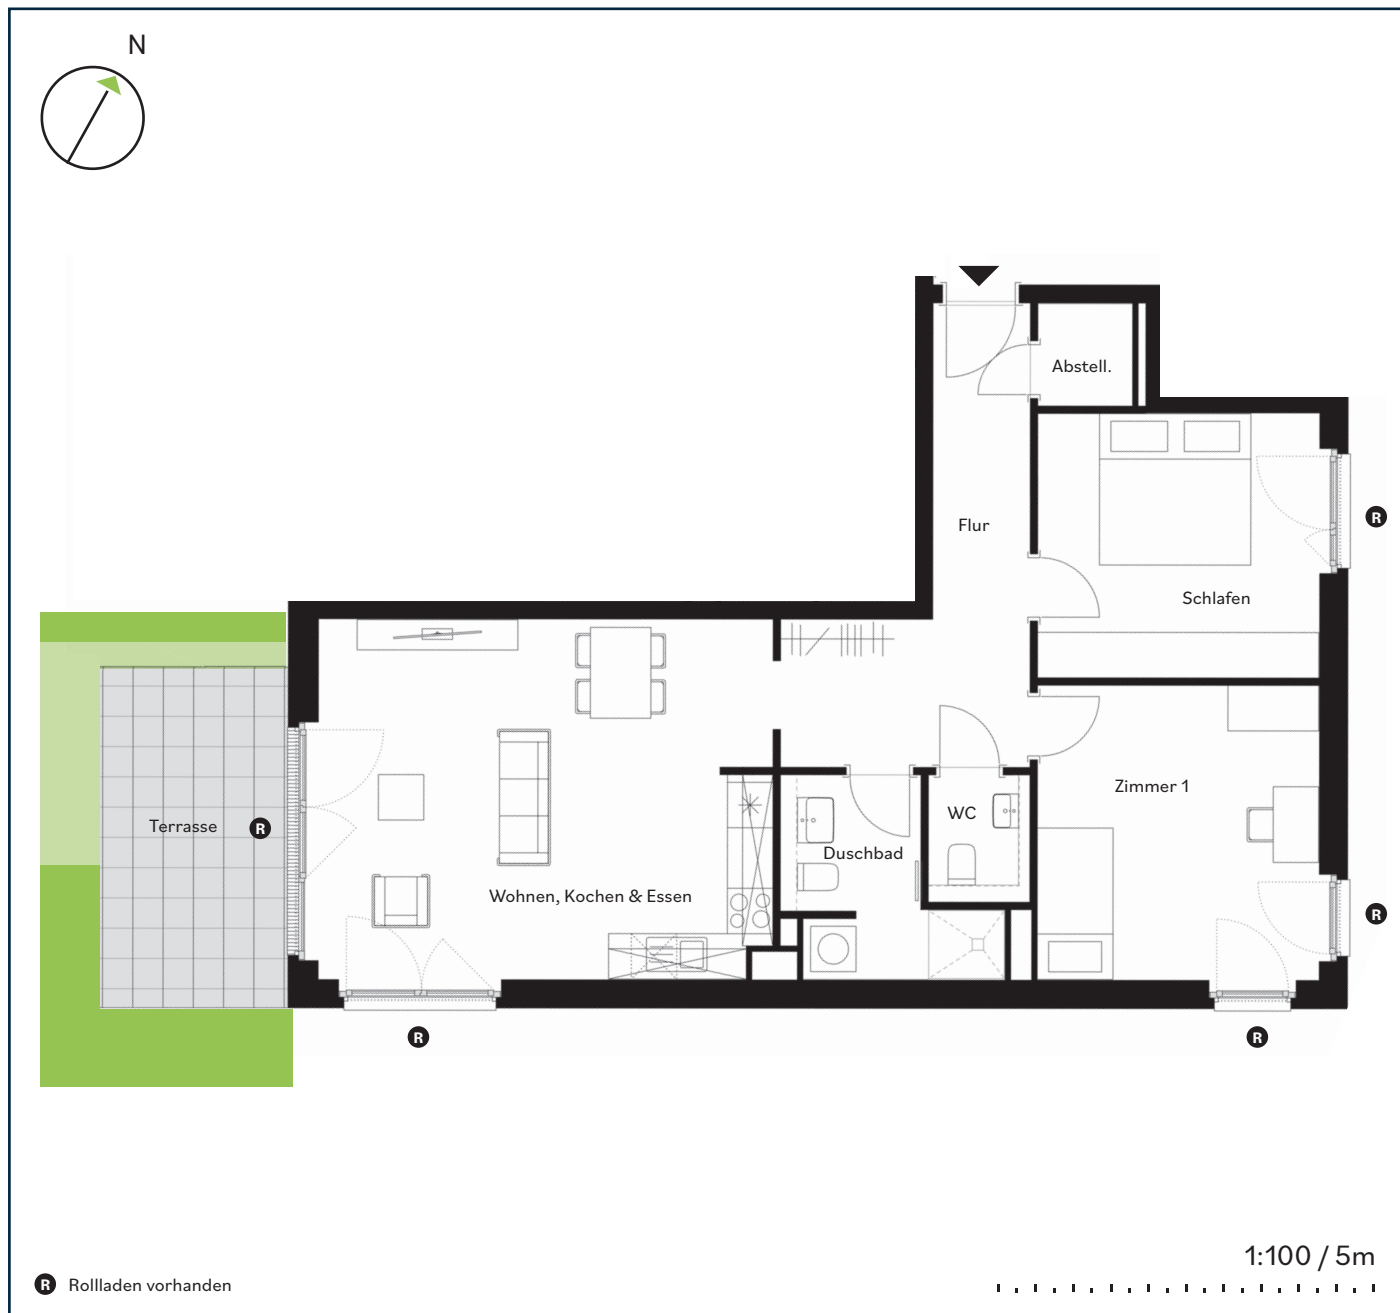 N
Abstell.
Flur
R
Schlafen
Zimmer 1
WC
Terrasse
R
Duschbad
Wohnen, Kochen & Essen
R
R
R
1:100 / 5m
R Rollladen vorhanden